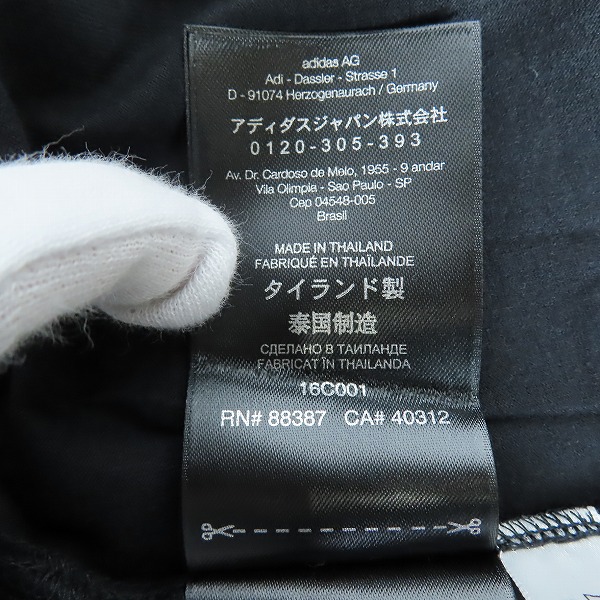 adidas AG
Adi - Dassler - Strasse 1
D - 91074 Herzogenaurach / Germany
アディダスジャパン株式会社
0120-305-393
Av. Dr. Cardoso de Melo, 1955 - 9 andar
Vila Olimpia - Sao Paulo - SP
Cep 04548-005
Brasil
MADE IN THAILAND
FABRIQUÉ EN THAÏLANDE
タイランド製
泰国制造
СДЕЛАНО В ТАИЛАНДЕ
FABRICAT ÎN THAILANDA
16C001
RN# 88387 CA# 40312